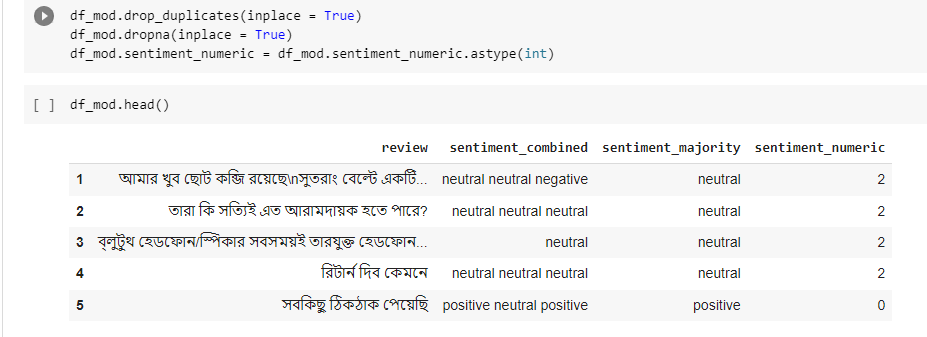 df_mod.drop_duplicates(inplace = True)
df_mod.dropna(inplace = True)
df_mod.sentiment_numeric = df_mod.sentiment_numeric.astype(int)
[ ] df_mod.head()
review sentiment_combined sentiment_majority sentiment_numeric
1 আমার খুব ছোট কব্জি রয়েছে\nসুতরাং বেল্টে একটি... neutral neutral negative neutral 2
2 তারা কি সত্যিই এত আরামদায়ক হতে পারে? neutral neutral neutral neutral 2
3 ব্লুটুথ হেডফোন/স্পিকার সবসময়ই তারযুক্ত হেডফোন... neutral neutral 2
4 রিটার্ন দিব কেমনে neutral neutral neutral neutral 2
5 সবকিছু ঠিকঠাক পেয়েছি positive neutral positive positive 0